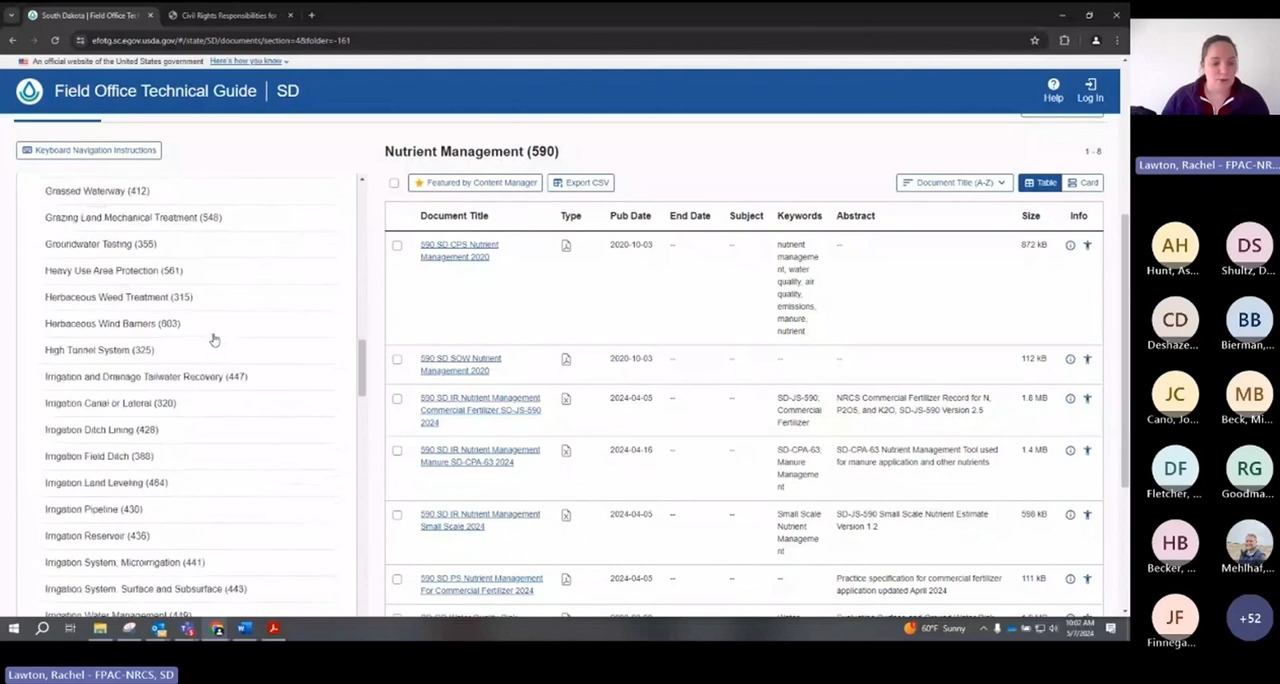 South Dakota | Field Office Tec
Civil Rights Responsibilities for
efotg.sc.egov.usda.gov/#/state/SD/documents/section=4&folder=-161
An official website of the United States government Here's how you know
Field Office Technical Guide | SD
Help
Log In
Keyboard Navigation Instructions
Grassed Waterway (412)
Grazing Land Mechanical Treatment (548)
Groundwater Testing (355)
Heavy Use Area Protection (561)
Herbaceous Weed Treatment (315)
Herbaceous Wind Barriers (603)
High Tunnel System (325)
Irrigation and Drainage Tailwater Recovery (447)
Irrigation Canal or Lateral (320)
Irrigation Ditch Lining (428)
Irrigation Field Ditch (388)
Irrigation Land Leveling (464)
Irrigation Pipeline (430)
Irrigation Reservoir (436)
Irrigation System, Microirrigation (441)
Irrigation System, Surface and Subsurface (443)
Irrigation Water Management (449)
Nutrient Management (590)
1 - 8
Featured by Content Manager
Export CSV
Document Title (A-Z)
Table
Card
Document Title Type Pub Date End Date Subject Keywords Abstract Size Info
590 SD CPS Nutrient
Management 2020
2020-10-03 -- --
nutrient
manageme
nt, water
quality, air
quality,
emissions,
manure,
nutrient
--
872 kB
590 SD SOW Nutrient
Management 2020
2020-10-03 -- -- -- -- 112 kB
590 SD IR Nutrient Management
Commercial Fertilizer SD-JS-590
2024
2024-04-05 -- --
SD-JS-590;
Commercial
Fertilizer
NRCS Commercial Fertilizer Record for N,
P2O5, and K2O, SD-JS-590 Version 2.5
1.8 MB
590 SD IR Nutrient Management
Manure SD-CPA-63 2024
2024-04-16 -- --
SD-CPA-63;
Manure
Manageme
nt
SD-CPA-63 Nutrient Management Tool used
for manure application and other nutrients
1.4 MB
590 SD IR Nutrient Management
Small Scale 2024
2024-04-05 -- --
Small Scale
Nutrient
Manageme
nt
SD-JS-590 Small Scale Nutrient Estimate
Version 1.2
598 kB
590 SD PS Nutrient Management
For Commercial Fertilizer 2024
2024-04-05 -- -- --
Practice specification for commercial fertilizer
application updated April 2024
111 kB
60°F Sunny
10:02 AM
5/7/2024
Lawton, Rachel - FPAC-NRCS, SD
Lawton, Rachel - FPAC-NR...
AH
Hunt, As...
DS
Shultz, D...
CD
Deshaze...
BB
Bierman,...
JC
Cano, Jo...
MB
Beck, Mi...
DF
Fletcher, ...
RG
Goodma...
HB
Becker, ...
Mehlhaf,...
JF
Finnega...
+52